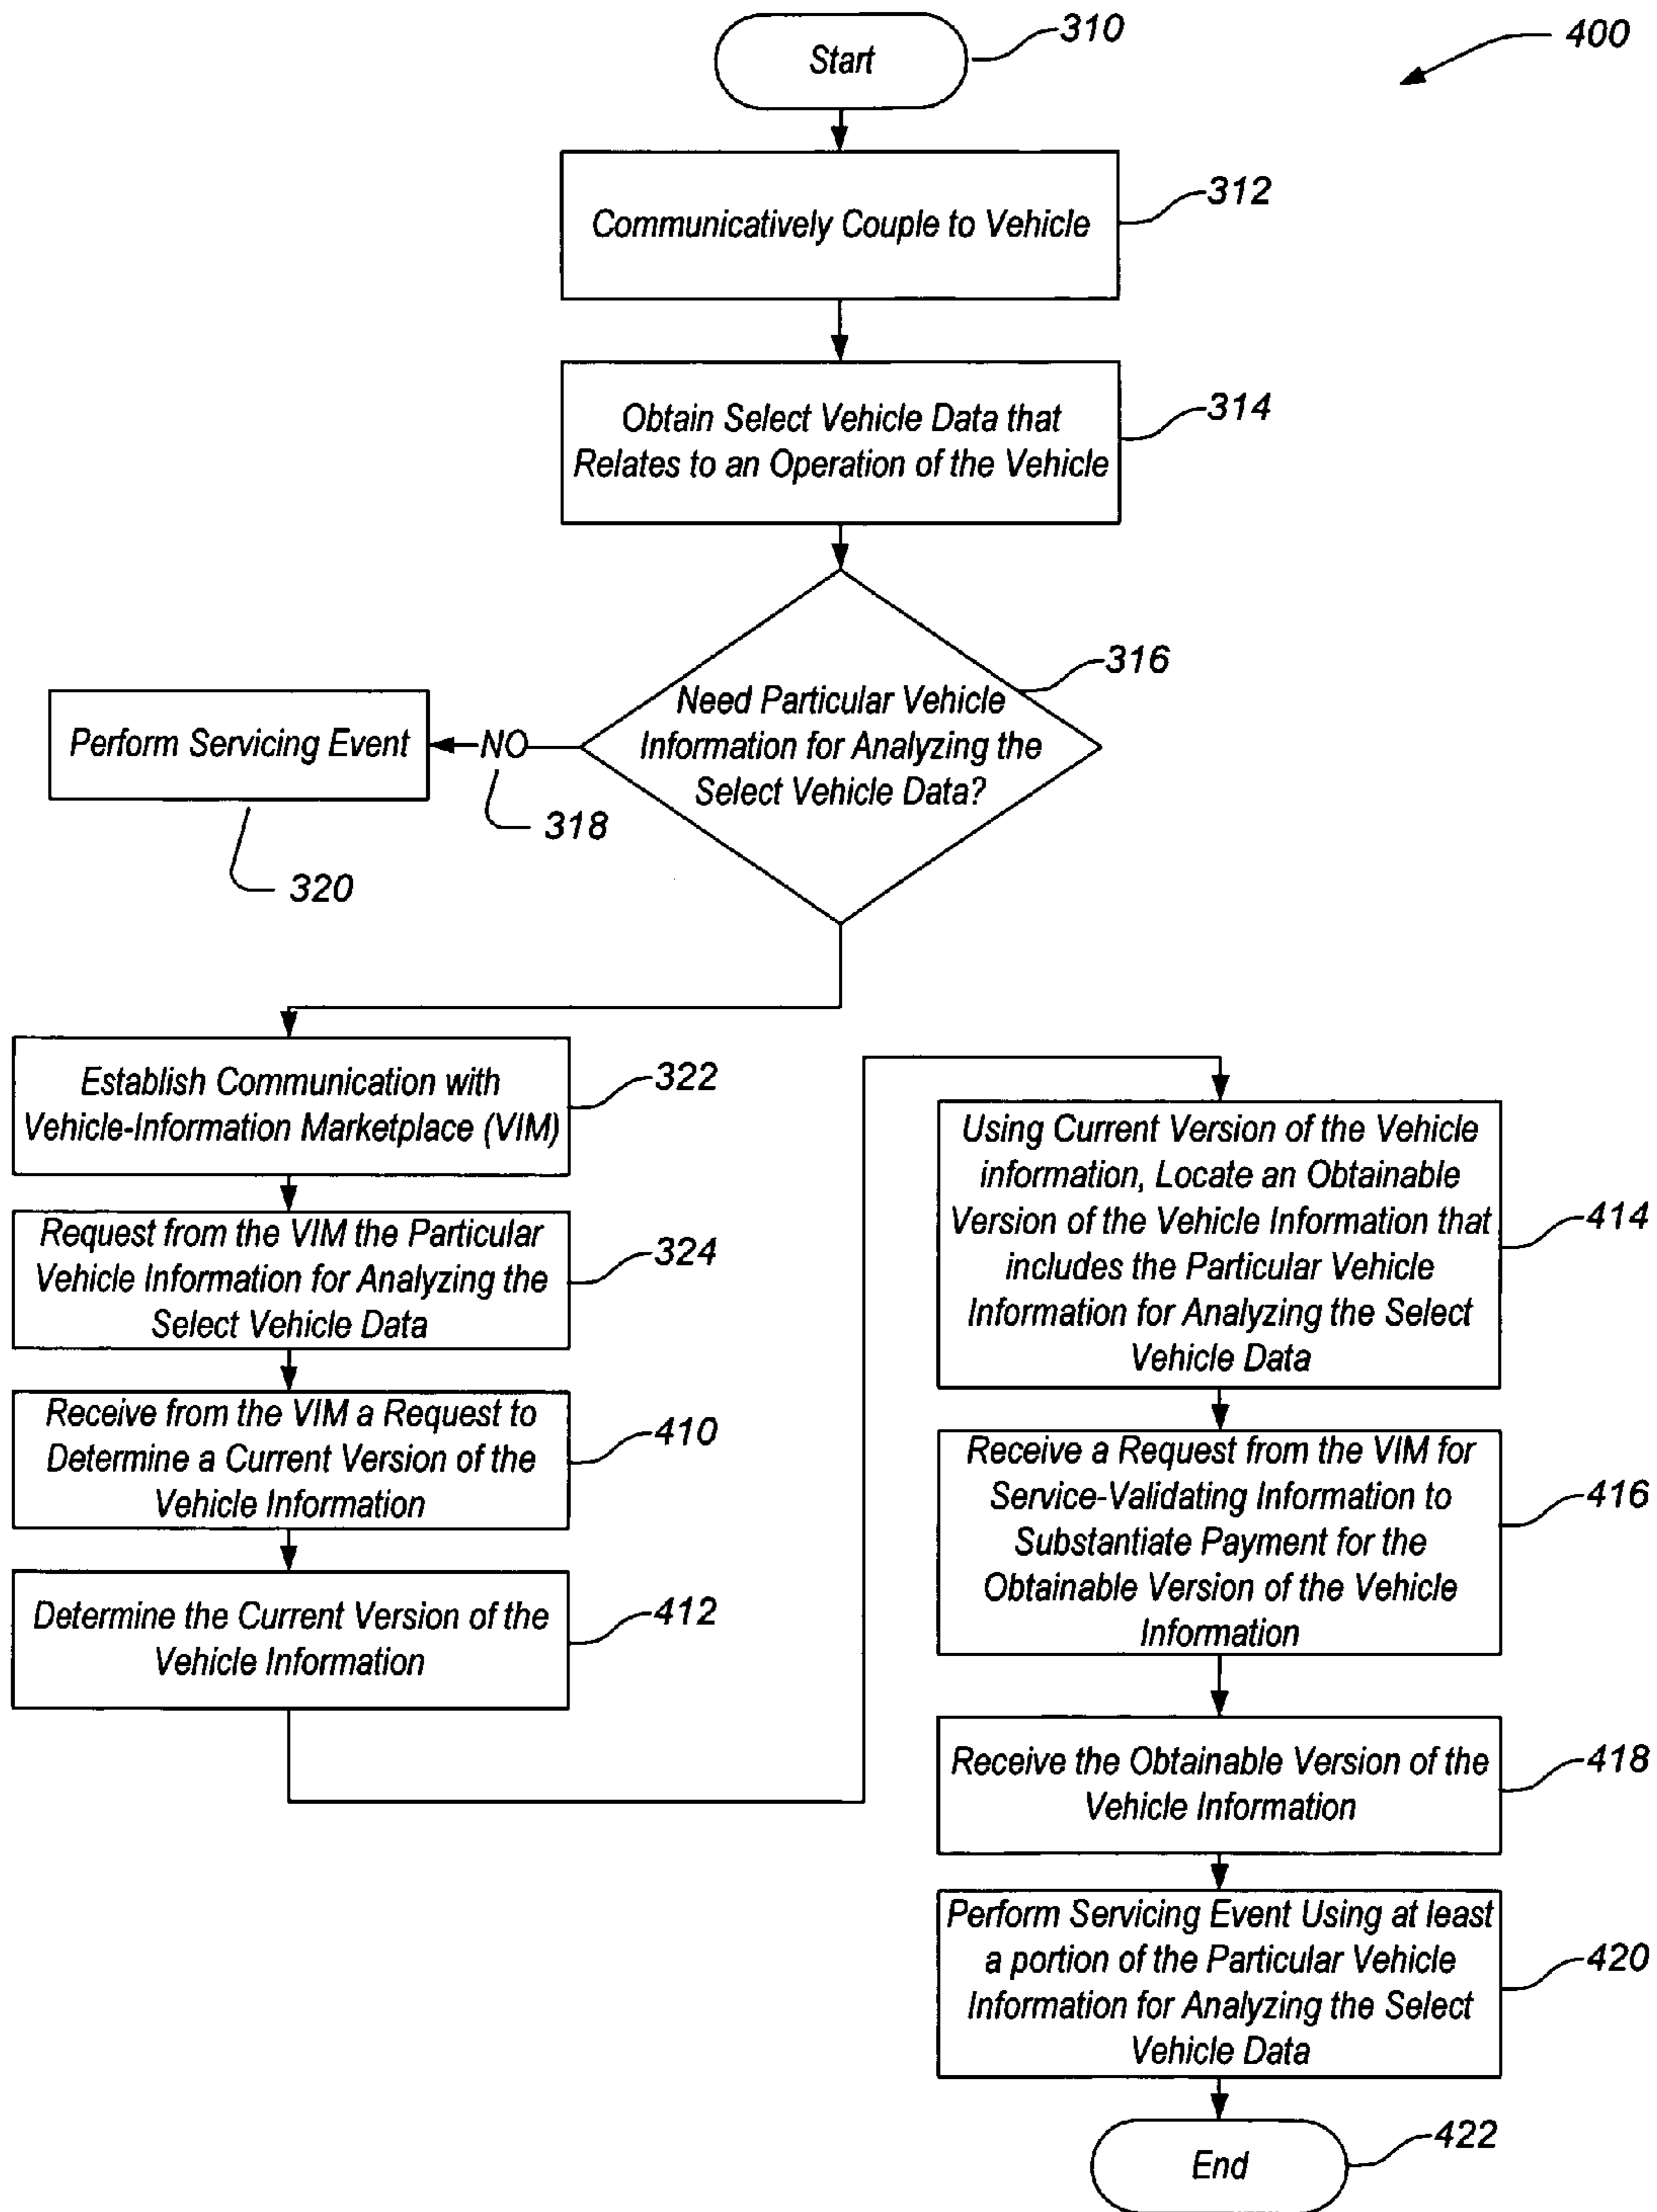 Start
310
400
Communicatively Couple to Vehicle
312
Obtain Select Vehicle Data that
Relates to an Operation of the Vehicle
314
Need Particular Vehicle
Information for Analyzing the
Select Vehicle Data?
316
NO
318
Perform Servicing Event
320
Establish Communication with
Vehicle-Information Marketplace (VIM)
322
Request from the VIM the Particular
Vehicle Information for Analyzing the
Select Vehicle Data
324
Receive from the VIM a Request to
Determine a Current Version of the
Vehicle Information
410
Determine the Current Version of the
Vehicle Information
412
Using Current Version of the Vehicle
information, Locate an Obtainable
Version of the Vehicle Information that
includes the Particular Vehicle
Information for Analyzing the Select
Vehicle Data
414
Receive a Request from the VIM for
Service-Validating Information to
Substantiate Payment for the
Obtainable Version of the Vehicle
Information
416
Receive the Obtainable Version of the
Vehicle Information
418
Perform Servicing Event Using at least
a portion of the Particular Vehicle
Information for Analyzing the Select
Vehicle Data
420
End
422